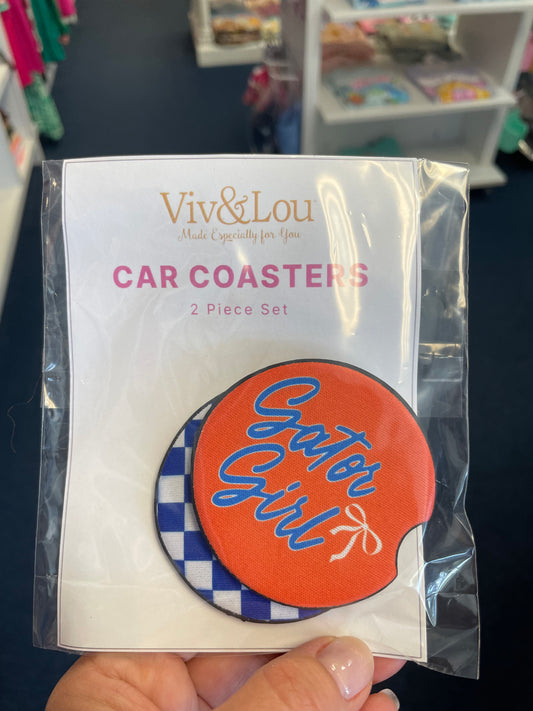 Viv&Lou
Made Especially for You
CAR COASTERS
2 Piece Set
Gator
Girl